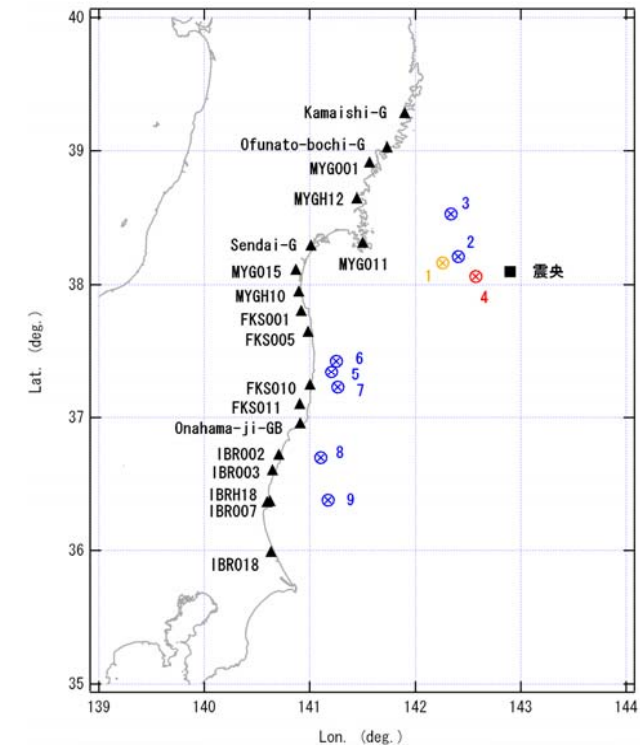 40
Kamaishi-G
Ofunato-bochi-G
39
MYG001
MYGH12
3
Sendai-G
2
MYG011
震央
MYG015
1
38
4
MYGH10
FKS001
FKS005
6
5
7
FKS010
37
FKS011
Onahama-ji-GB
IBR002
8
IBR003
IBRH18
9
IBR007
36
IBR018
35
139
140
141
142
143
144
Lat. (deg.)
Lon. (deg.)